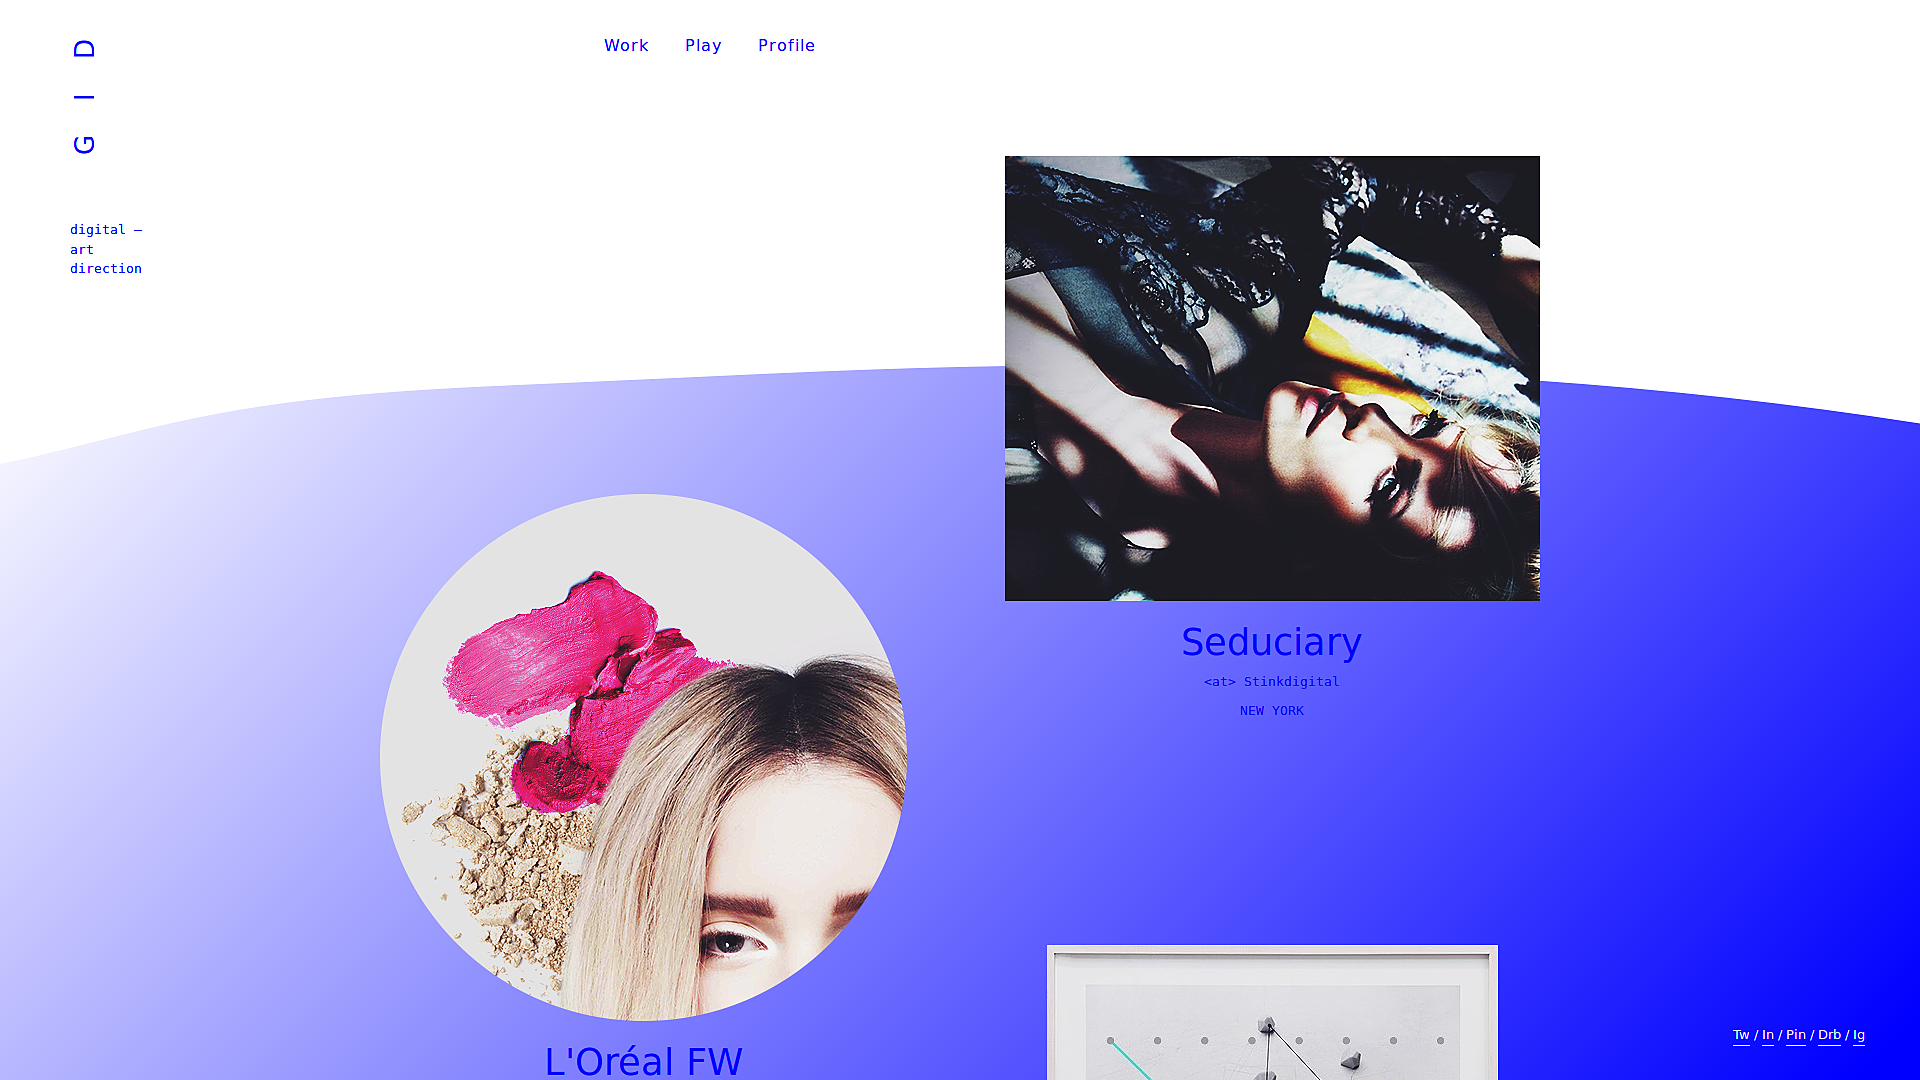 G I D
Work Play Profile
digital —
art
direction
Seduciary
<at> Stinkdigital
NEW YORK
L'Oréal FW
Tw / In / Pin / Drb / Ig